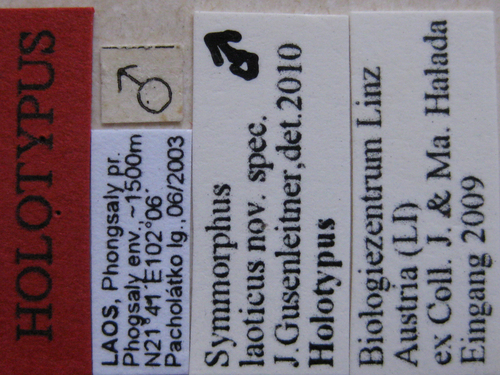 HOLOTYPUS
♂
LAOS, Phongsaly pr.
Phogsaly env., ~1500m
N21°41' E102°06'
Pacholátko lg., 06/2003
♂
Symmorphus
laoticus nov. spec.
J.Gusenleitner,det.2010
Holotypus
Biologiezentrum Linz
Austria (LI)
ex Coll. J. & Ma. Halada
Eingang 2009